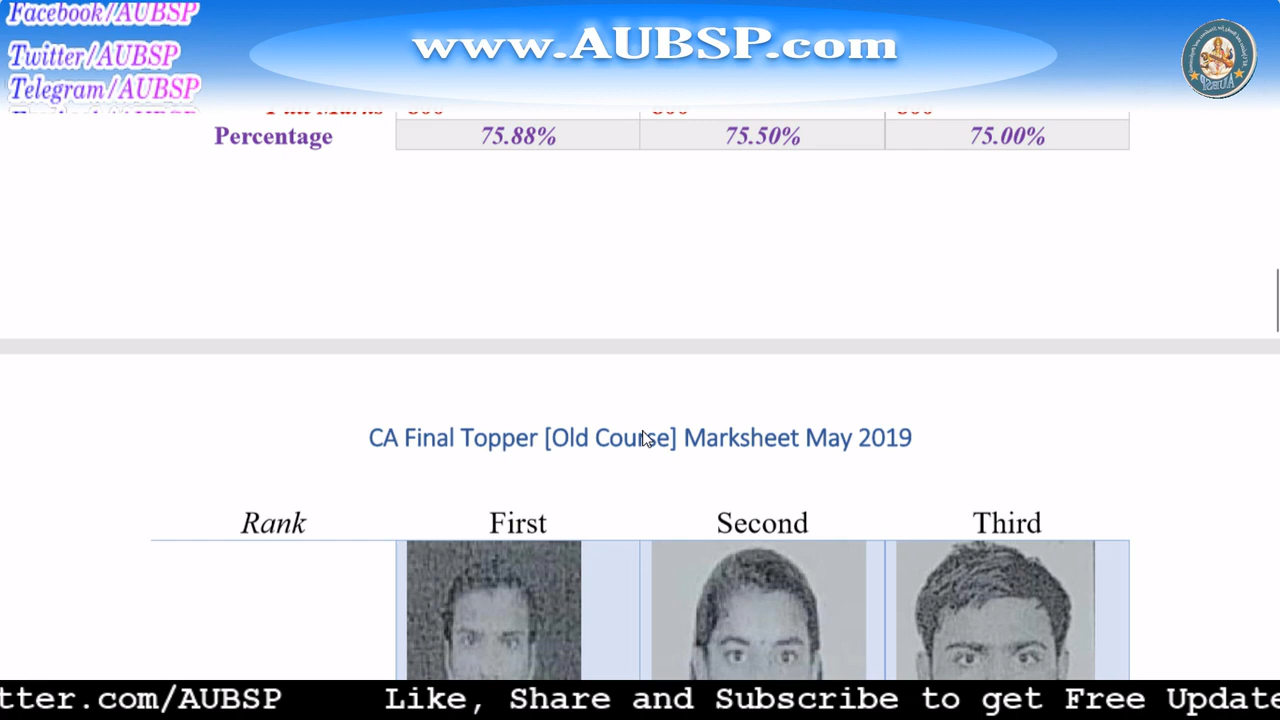 Facebook/AUBSP
www.AUBSP.com
Twitter/AUBSP
Telegram/AUBSP
AUBSP
Percentage 75.88% 75.50% 75.00%
CA Final Topper [Old Course] Marksheet May 2019
Rank First Second Third
tter.com/AUBSP Like, Share and Subscribe to get Free Update